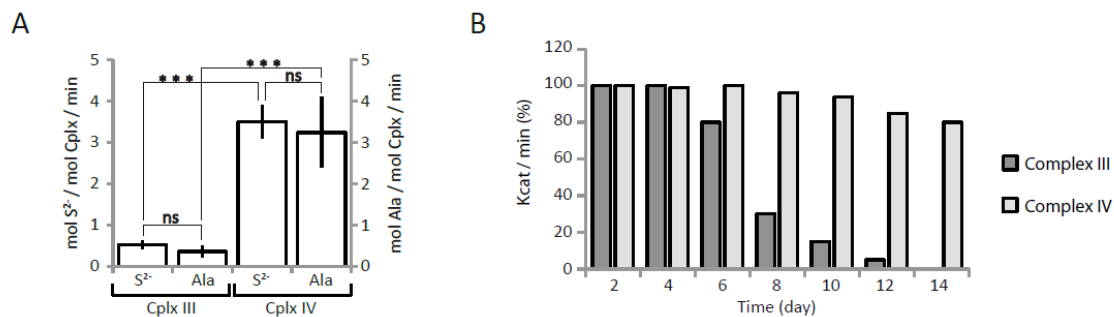 A
mol S²⁻ / mol Cplx / min
5
4
3
2
1
0
***
***
ns
ns
5
4
3
2
1
0
mol Ala / mol Cplx / min
S²⁻ Ala S²⁻ Ala
Cplx III Cplx IV
B
Kcat / min (%)
120
100
80
60
40
20
0
2 4 6 8 10 12 14
Time (day)
Complex III
Complex IV